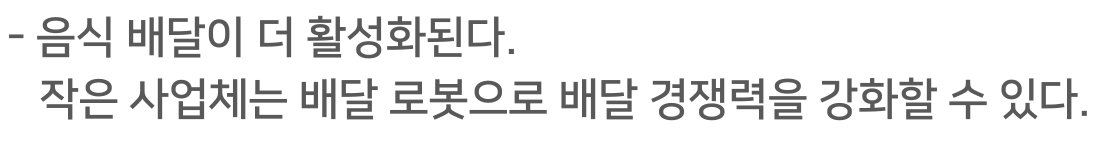 - 음식 배달이 더 활성화된다.
작은 사업체는 배달 로봇으로 배달 경쟁력을 강화할 수 있다.